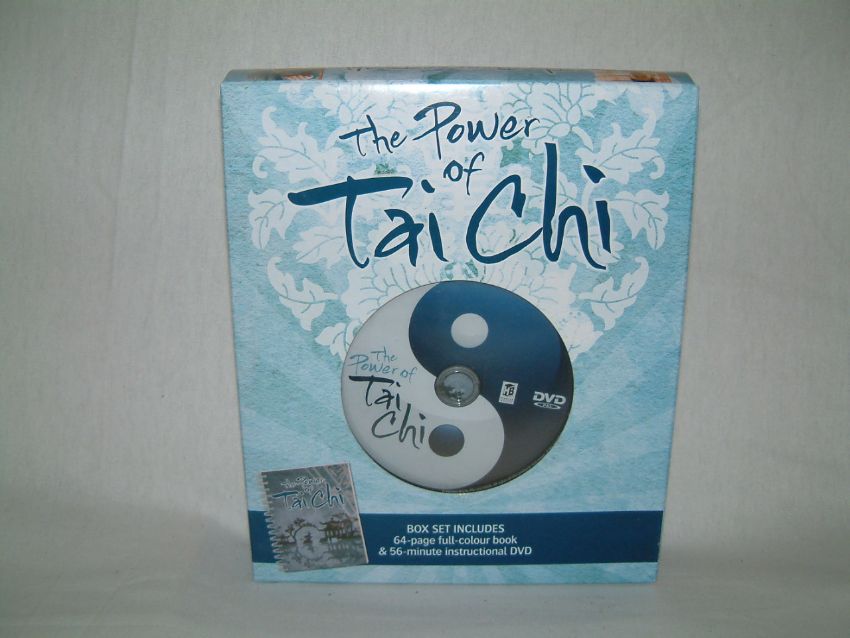 The Power
of
Tai Chi
The
Power of
Tai
Chi
HB
DVD
The Power
of
Tai Chi
BOX SET INCLUDES
64-page full-colour book
& 56-minute instructional DVD